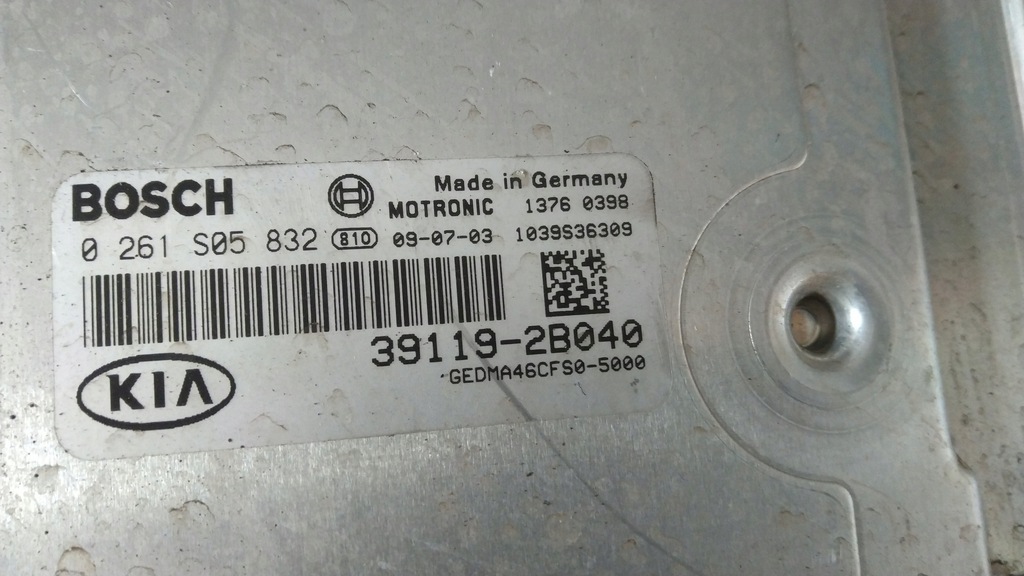 BOSCH
Made in Germany
MOTRONIC 1376 0398
0 261 S05 832 810 09-07-03 1039S36309
39119-2B040
GEDMA46CFS0-5000
KIA